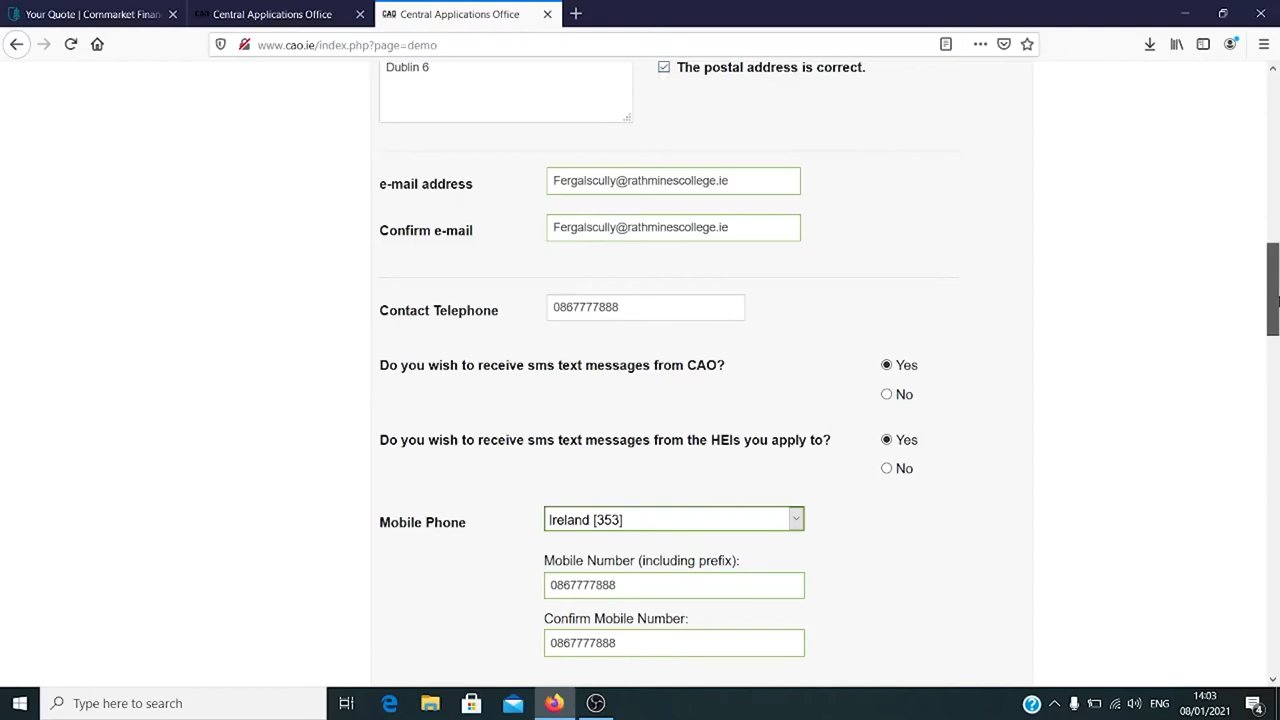 Your Quote | Cornmarket Finan
Central Applications Office
CAO Central Applications Office
www.cao.ie/index.php?page=demo
Dublin 6
The postal address is correct.
e-mail address
Fergalscully@rathminescollege.ie
Confirm e-mail
Fergalscully@rathminescollege.ie
Contact Telephone
0867777888
Do you wish to receive sms text messages from CAO?
Yes
No
Do you wish to receive sms text messages from the HEIs you apply to?
Yes
No
Mobile Phone
Ireland [353]
Mobile Number (including prefix):
0867777888
Confirm Mobile Number:
0867777888
Type here to search
ENG
14:03
08/01/2021
4